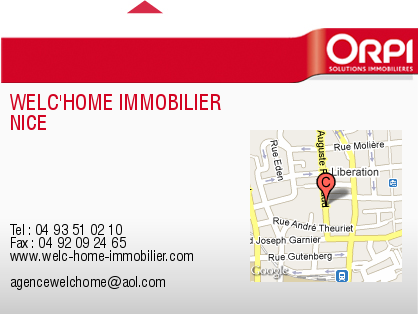 ORPI
SOLUTIONS IMMOBILIÈRES
WELC'HOME IMMOBILIER
NICE
Rue Molière
Rue Eden
Auguste R
Liberation
C
Rue André Theuriet
d Joseph Garnier
Rue Gutenberg
Google
Tel : 04 93 51 02 10
Fax : 04 92 09 24 65
www.welc-home-immobilier.com
agencewelchome@aol.com